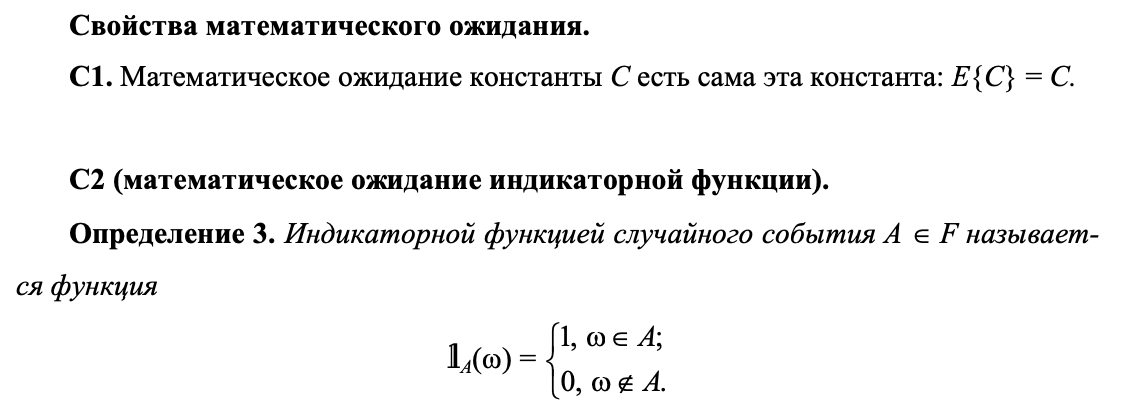 Свойства математического ожидания.
С1. Математическое ожидание константы C есть сама эта константа: E{C} = C.
С2 (математическое ожидание индикаторной функции).
Определение 3. Индикаторной функцией случайного события A ∈ F называет-
ся функция
𝟙_A(ω) = {1, ω ∈ A;
0, ω ∉ A.